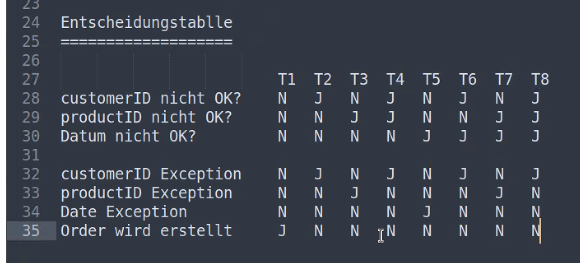 23
24 Entscheidungstablle
25 ===================
26
27 T1 T2 T3 T4 T5 T6 T7 T8
28 customerID nicht OK? N J N J N J N J
29 productID nicht OK? N N J J N N J J
30 Datum nicht OK? N N N N J J J J
31
32 customerID Exception N J N J N J N J
33 productID Exception N N J N N N J N
34 Date Exception N N N N J N N N
35 Order wird erstellt J N N N N N N N